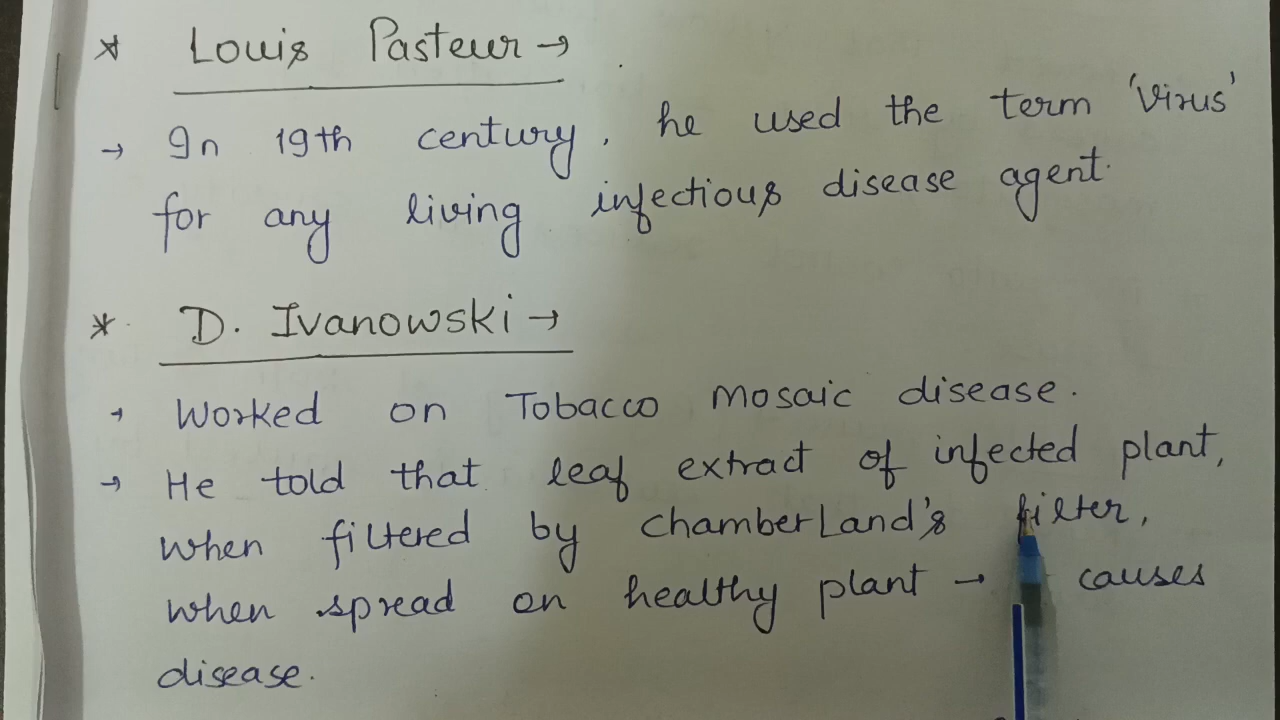 * Louis Pasteur →
→ In 19th century, he used the term 'Virus'
for any living infectious disease agent.
* D. Ivanowski →
→ Worked on Tobacco Mosaic disease.
→ He told that leaf extract of infected plant,
when filtered by chamberLand's filter,
when spread on healthy plant → causes
disease.